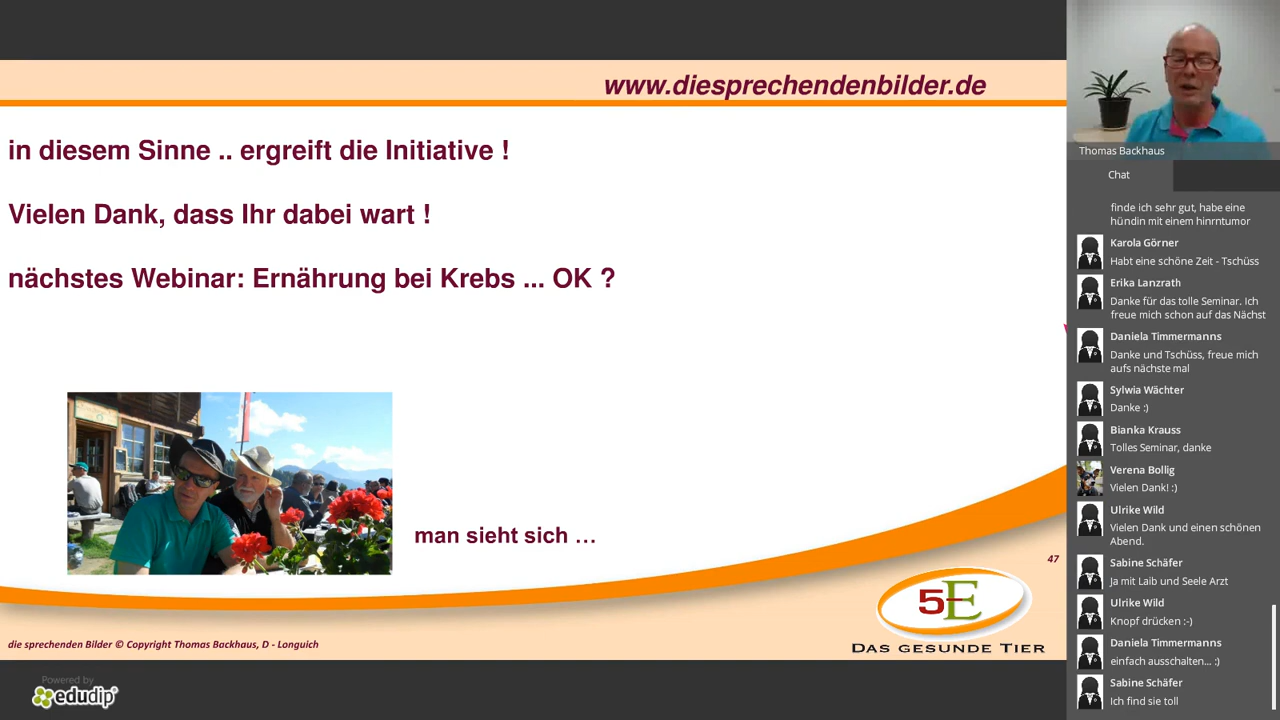 www.diesprechendenbilder.de
in diesem Sinne .. ergreift die Initiative !
Vielen Dank, dass Ihr dabei wart !
nächstes Webinar: Ernährung bei Krebs ... OK ?
man sieht sich …
47
5E
DAS GESUNDE TIER
die sprechenden Bilder © Copyright Thomas Backhaus, D - Longuich
Powered by
edudip
Thomas Backhaus
Chat
finde ich sehr gut, habe eine
hündin mit einem hinrntumor
Karola Görner
Habt eine schöne Zeit - Tschüss
Erika Lanzrath
Danke für das tolle Seminar. Ich
freue mich schon auf das Nächst
Daniela Timmermanns
Danke und Tschüss, freue mich
aufs nächste mal
Sylwia Wächter
Danke :)
Bianka Krauss
Tolles Seminar, danke
Verena Bollig
Vielen Dank! :)
Ulrike Wild
Vielen Dank und einen schönen
Abend.
Sabine Schäfer
Ja mit Laib und Seele Arzt
Ulrike Wild
Knopf drücken :-)
Daniela Timmermanns
einfach ausschalten... :)
Sabine Schäfer
Ich find sie toll